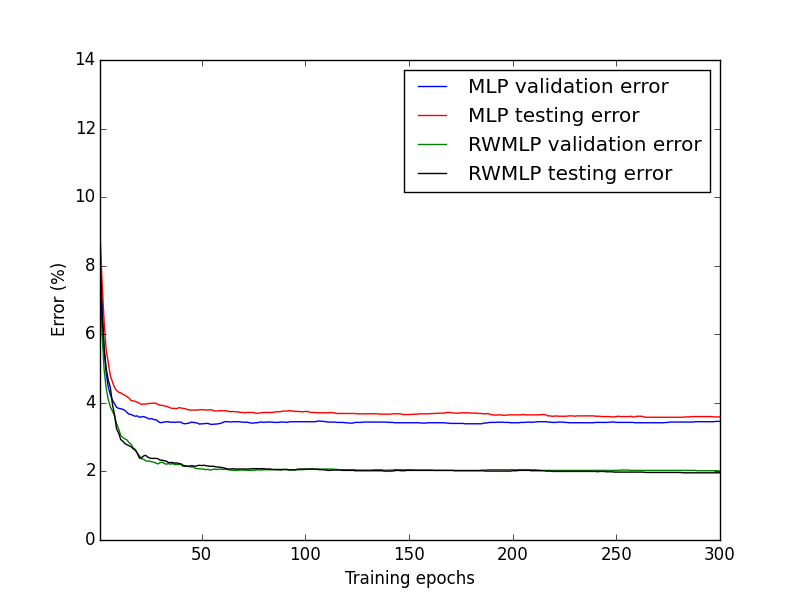 14
12
10
8
6
4
2
0
Error (%)
MLP validation error
MLP testing error
RWMLP validation error
RWMLP testing error
50 100 150 200 250 300
Training epochs